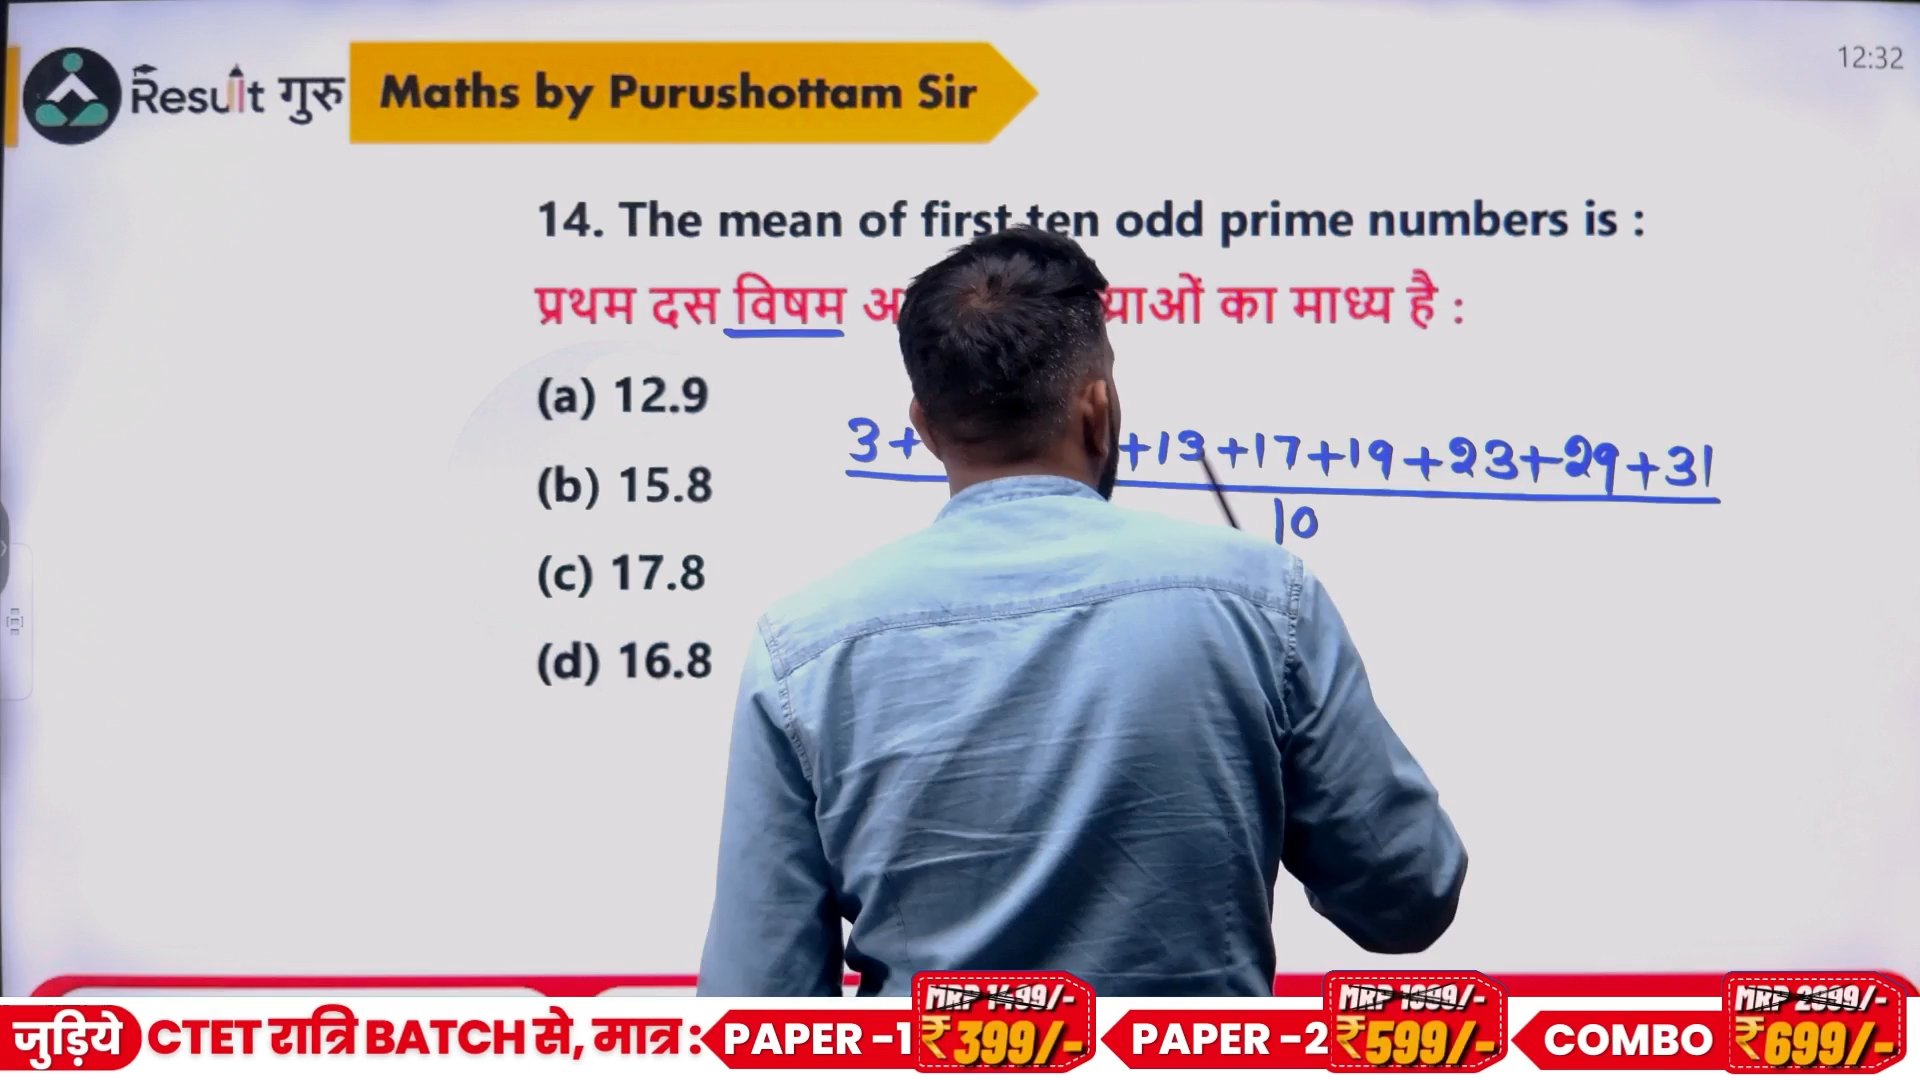 Result गुरु Maths by Purushottam Sir
12:32
14. The mean of first ten odd prime numbers is :
प्रथम दस विषम का माध्य है :
(a) 12.9
(b) 15.8
(c) 17.8
(d) 16.8
3+ +13+17+19+23+29+31
10
जुड़िये CTET रात्रि BATCH से, मात्र : PAPER -1 MRP 1499/- ₹399/- PAPER -2 MRP 1699/- ₹599/- COMBO MRP 2999/- ₹699/-